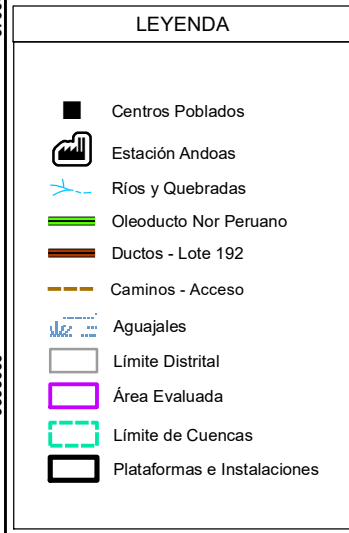 LEYENDA
Centros Poblados
Estación Andoas
Ríos y Quebradas
Oleoducto Nor Peruano
Ductos - Lote 192
Caminos - Acceso
Aguajales
Límite Distrital
Área Evaluada
Límite de Cuencas
Plataformas e Instalaciones